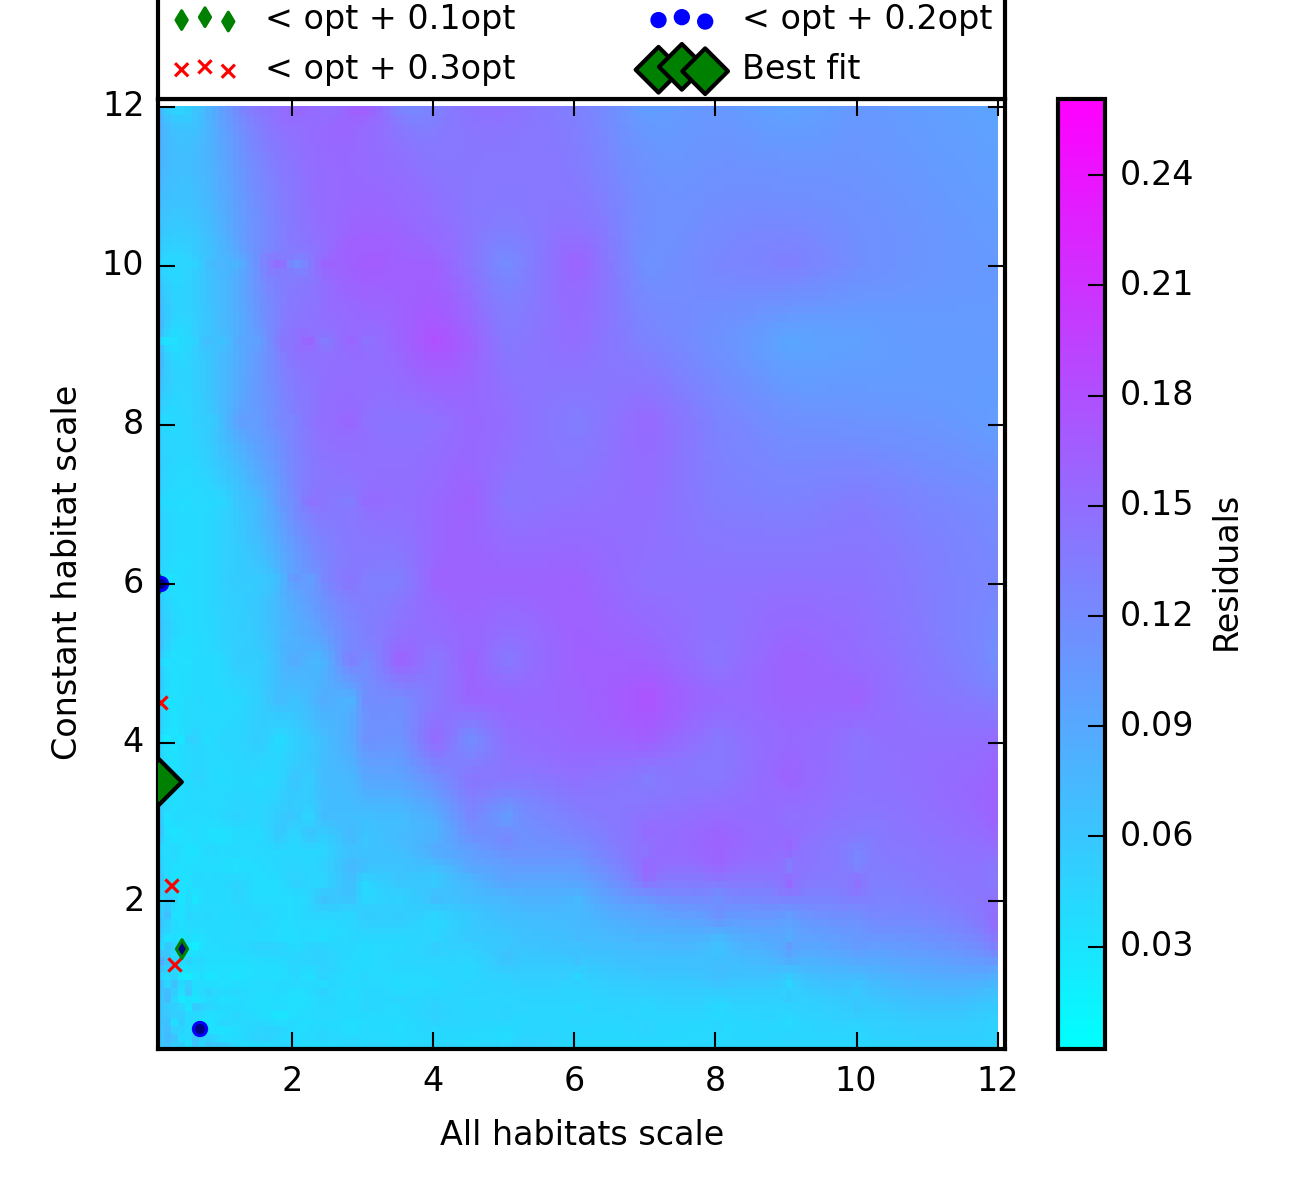 < opt + 0.1opt
< opt + 0.2opt
< opt + 0.3opt
Best fit
12
10
8
6
4
2
Constant habitat scale
2
4
6
8
10
12
All habitats scale
0.24
0.21
0.18
0.15
0.12
0.09
0.06
0.03
Residuals